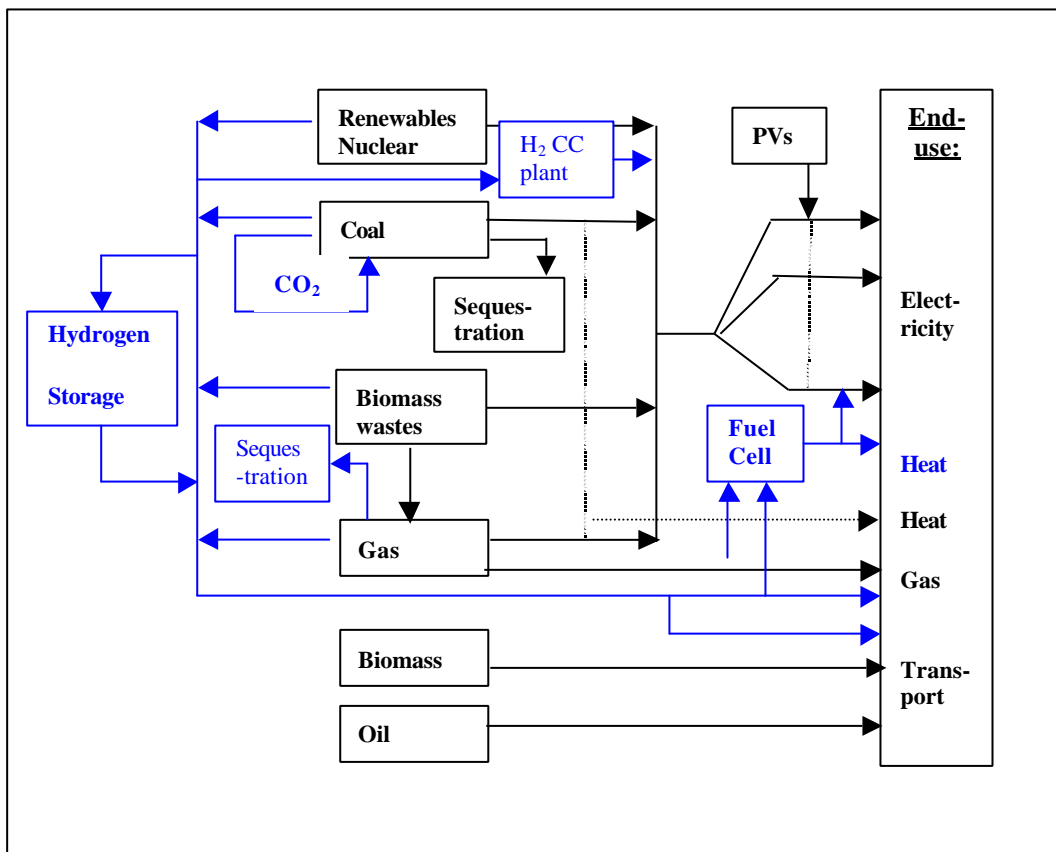 Renewables
Nuclear
H₂ CC
plant
PVs
End-
use:
Coal
CO₂
Seques-
tration
Hydrogen
Storage
Elect-
ricity
Biomass
wastes
Seques
-tration
Fuel
Cell
Heat
Heat
Gas
Gas
Biomass
Trans-
port
Oil